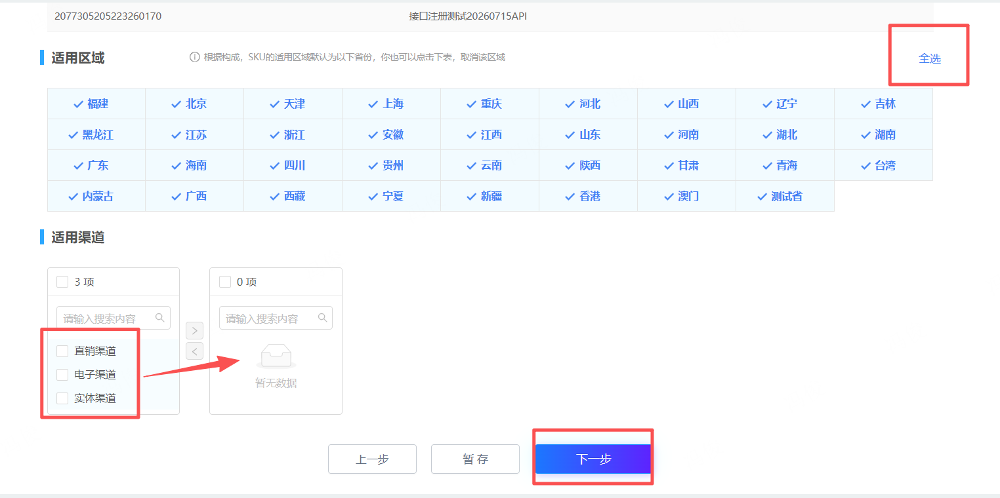 2077305205223260170 接口注册测试20260715API
适用区域 根据构成，SKU的适用区域默认为以下省份，你也可以点击下表，取消该区域 全选
福建 北京 天津 上海 重庆 河北 山西 辽宁 吉林
黑龙江 江苏 浙江 安徽 江西 山东 河南 湖北 湖南
广东 海南 四川 贵州 云南 陕西 甘肃 青海 台湾
内蒙古 广西 西藏 宁夏 新疆 香港 澳门 测试省
适用渠道
3 项 0 项
请输入搜索内容 请输入搜索内容
直销渠道
电子渠道
暂无数据
实体渠道
上一步 暂 存 下一步